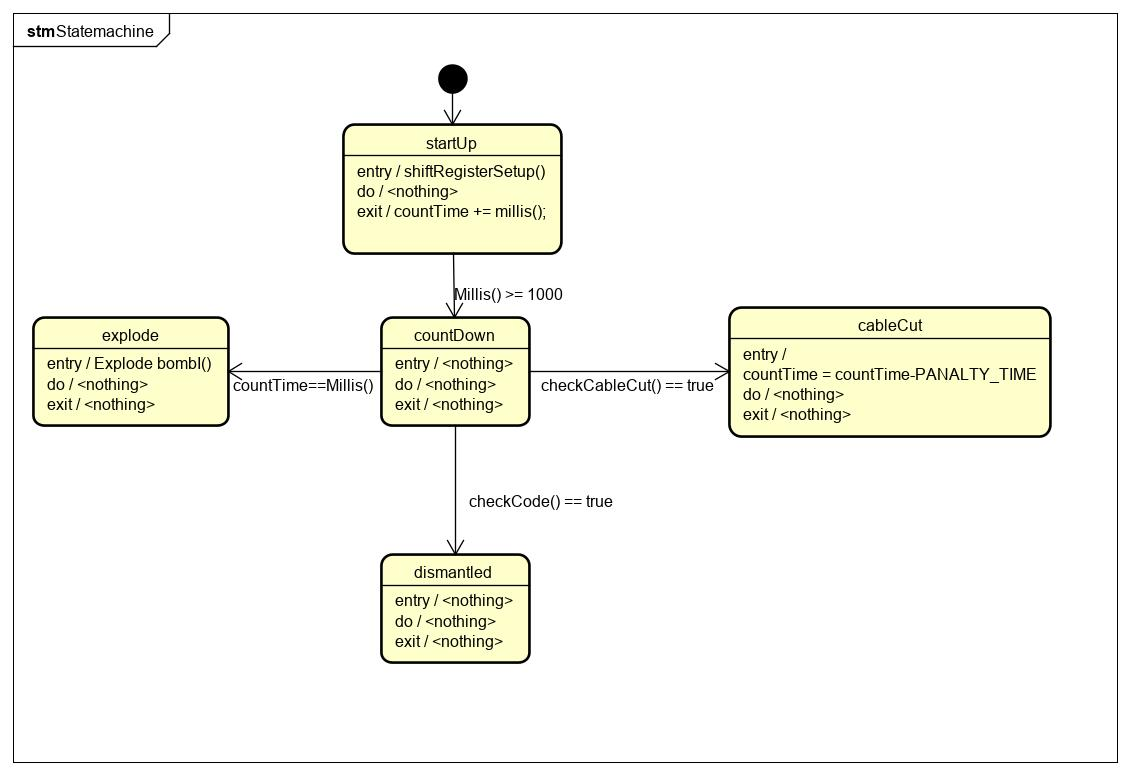 stm Statemachine
startUp
entry / shiftRegisterSetup()
do / <nothing>
exit / countTime += millis();
Millis() >= 1000
explode
entry / Explode bombl()
do / <nothing>
exit / <nothing>
countTime==Millis()
countDown
entry / <nothing>
do / <nothing>
exit / <nothing>
checkCableCut() == true
cableCut
entry /
countTime = countTime-PANALTY_TIME
do / <nothing>
exit / <nothing>
checkCode() == true
dismantled
entry / <nothing>
do / <nothing>
exit / <nothing>